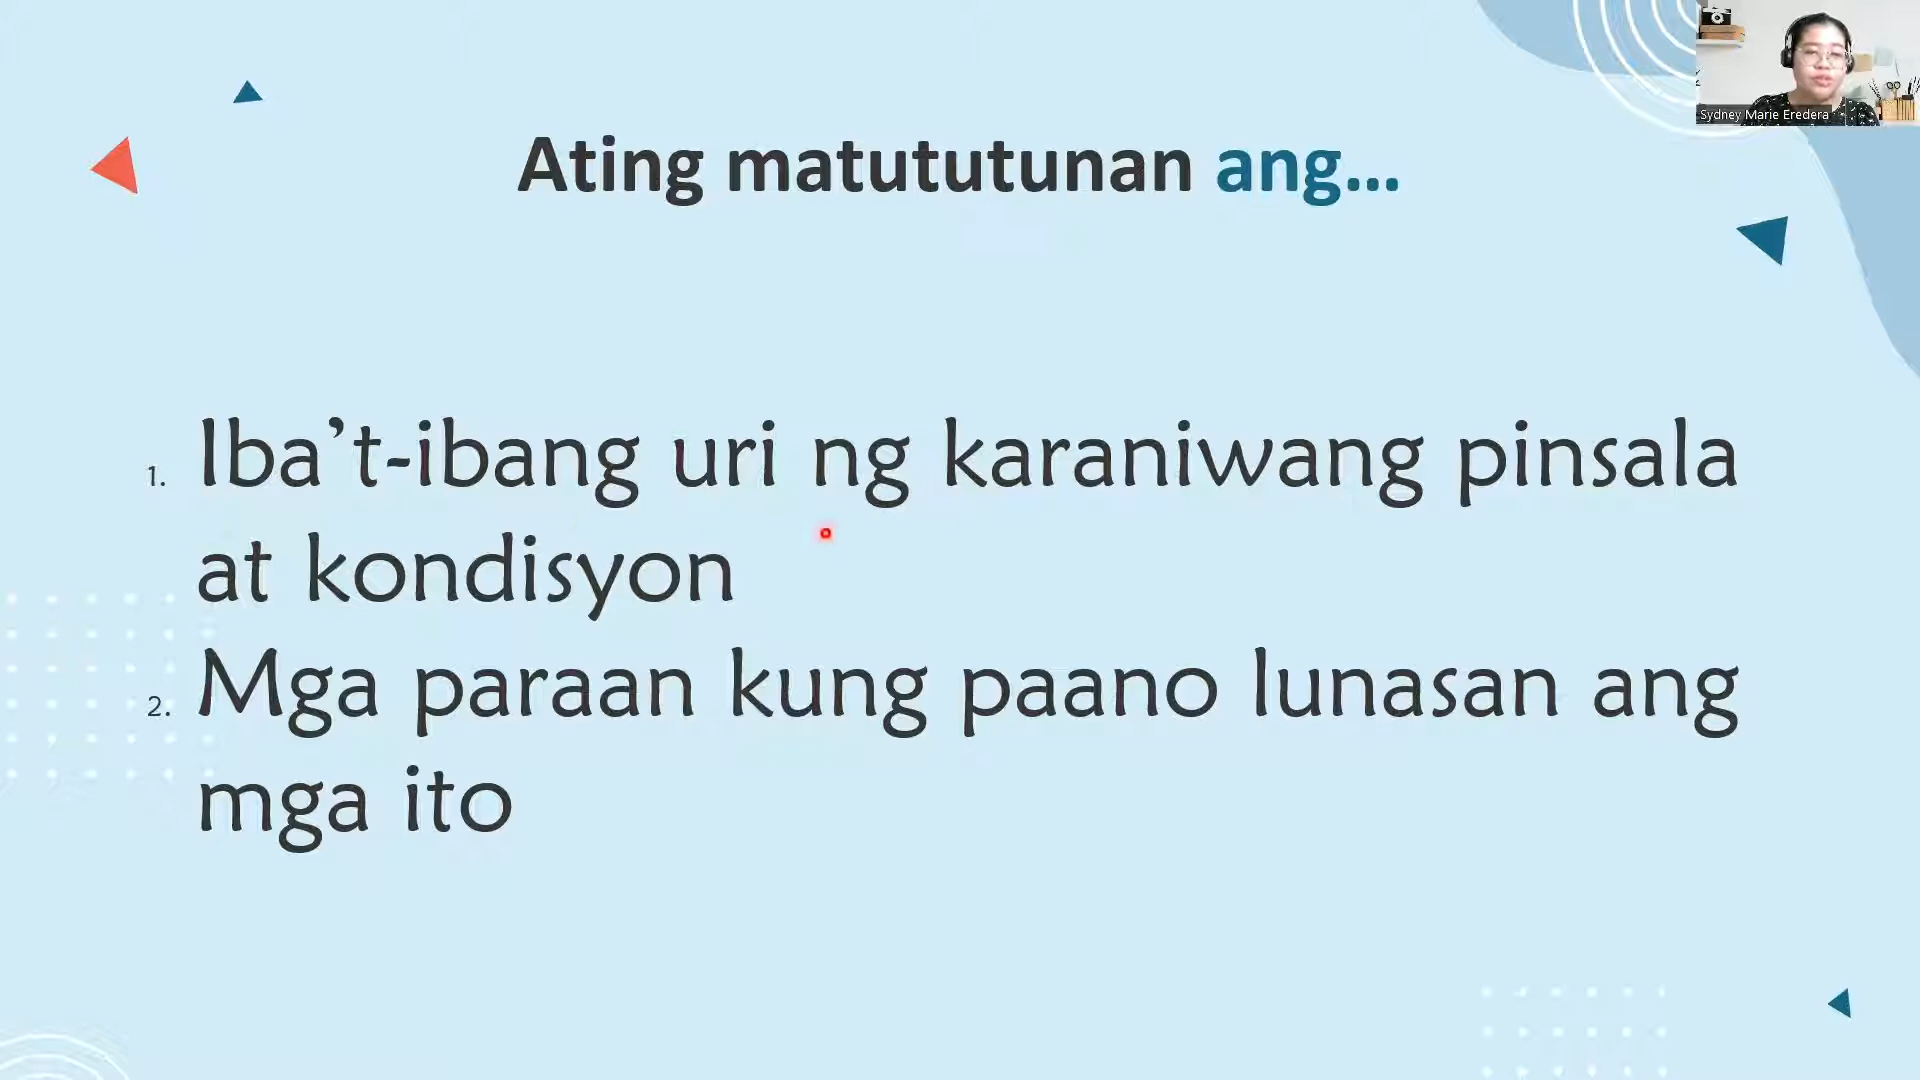 Sydney Marie Eredera
Ating matututunan ang...
1. Iba’t-ibang uri ng karaniwang pinsala
at kondisyon
2. Mga paraan kung paano lunasan ang
mga ito